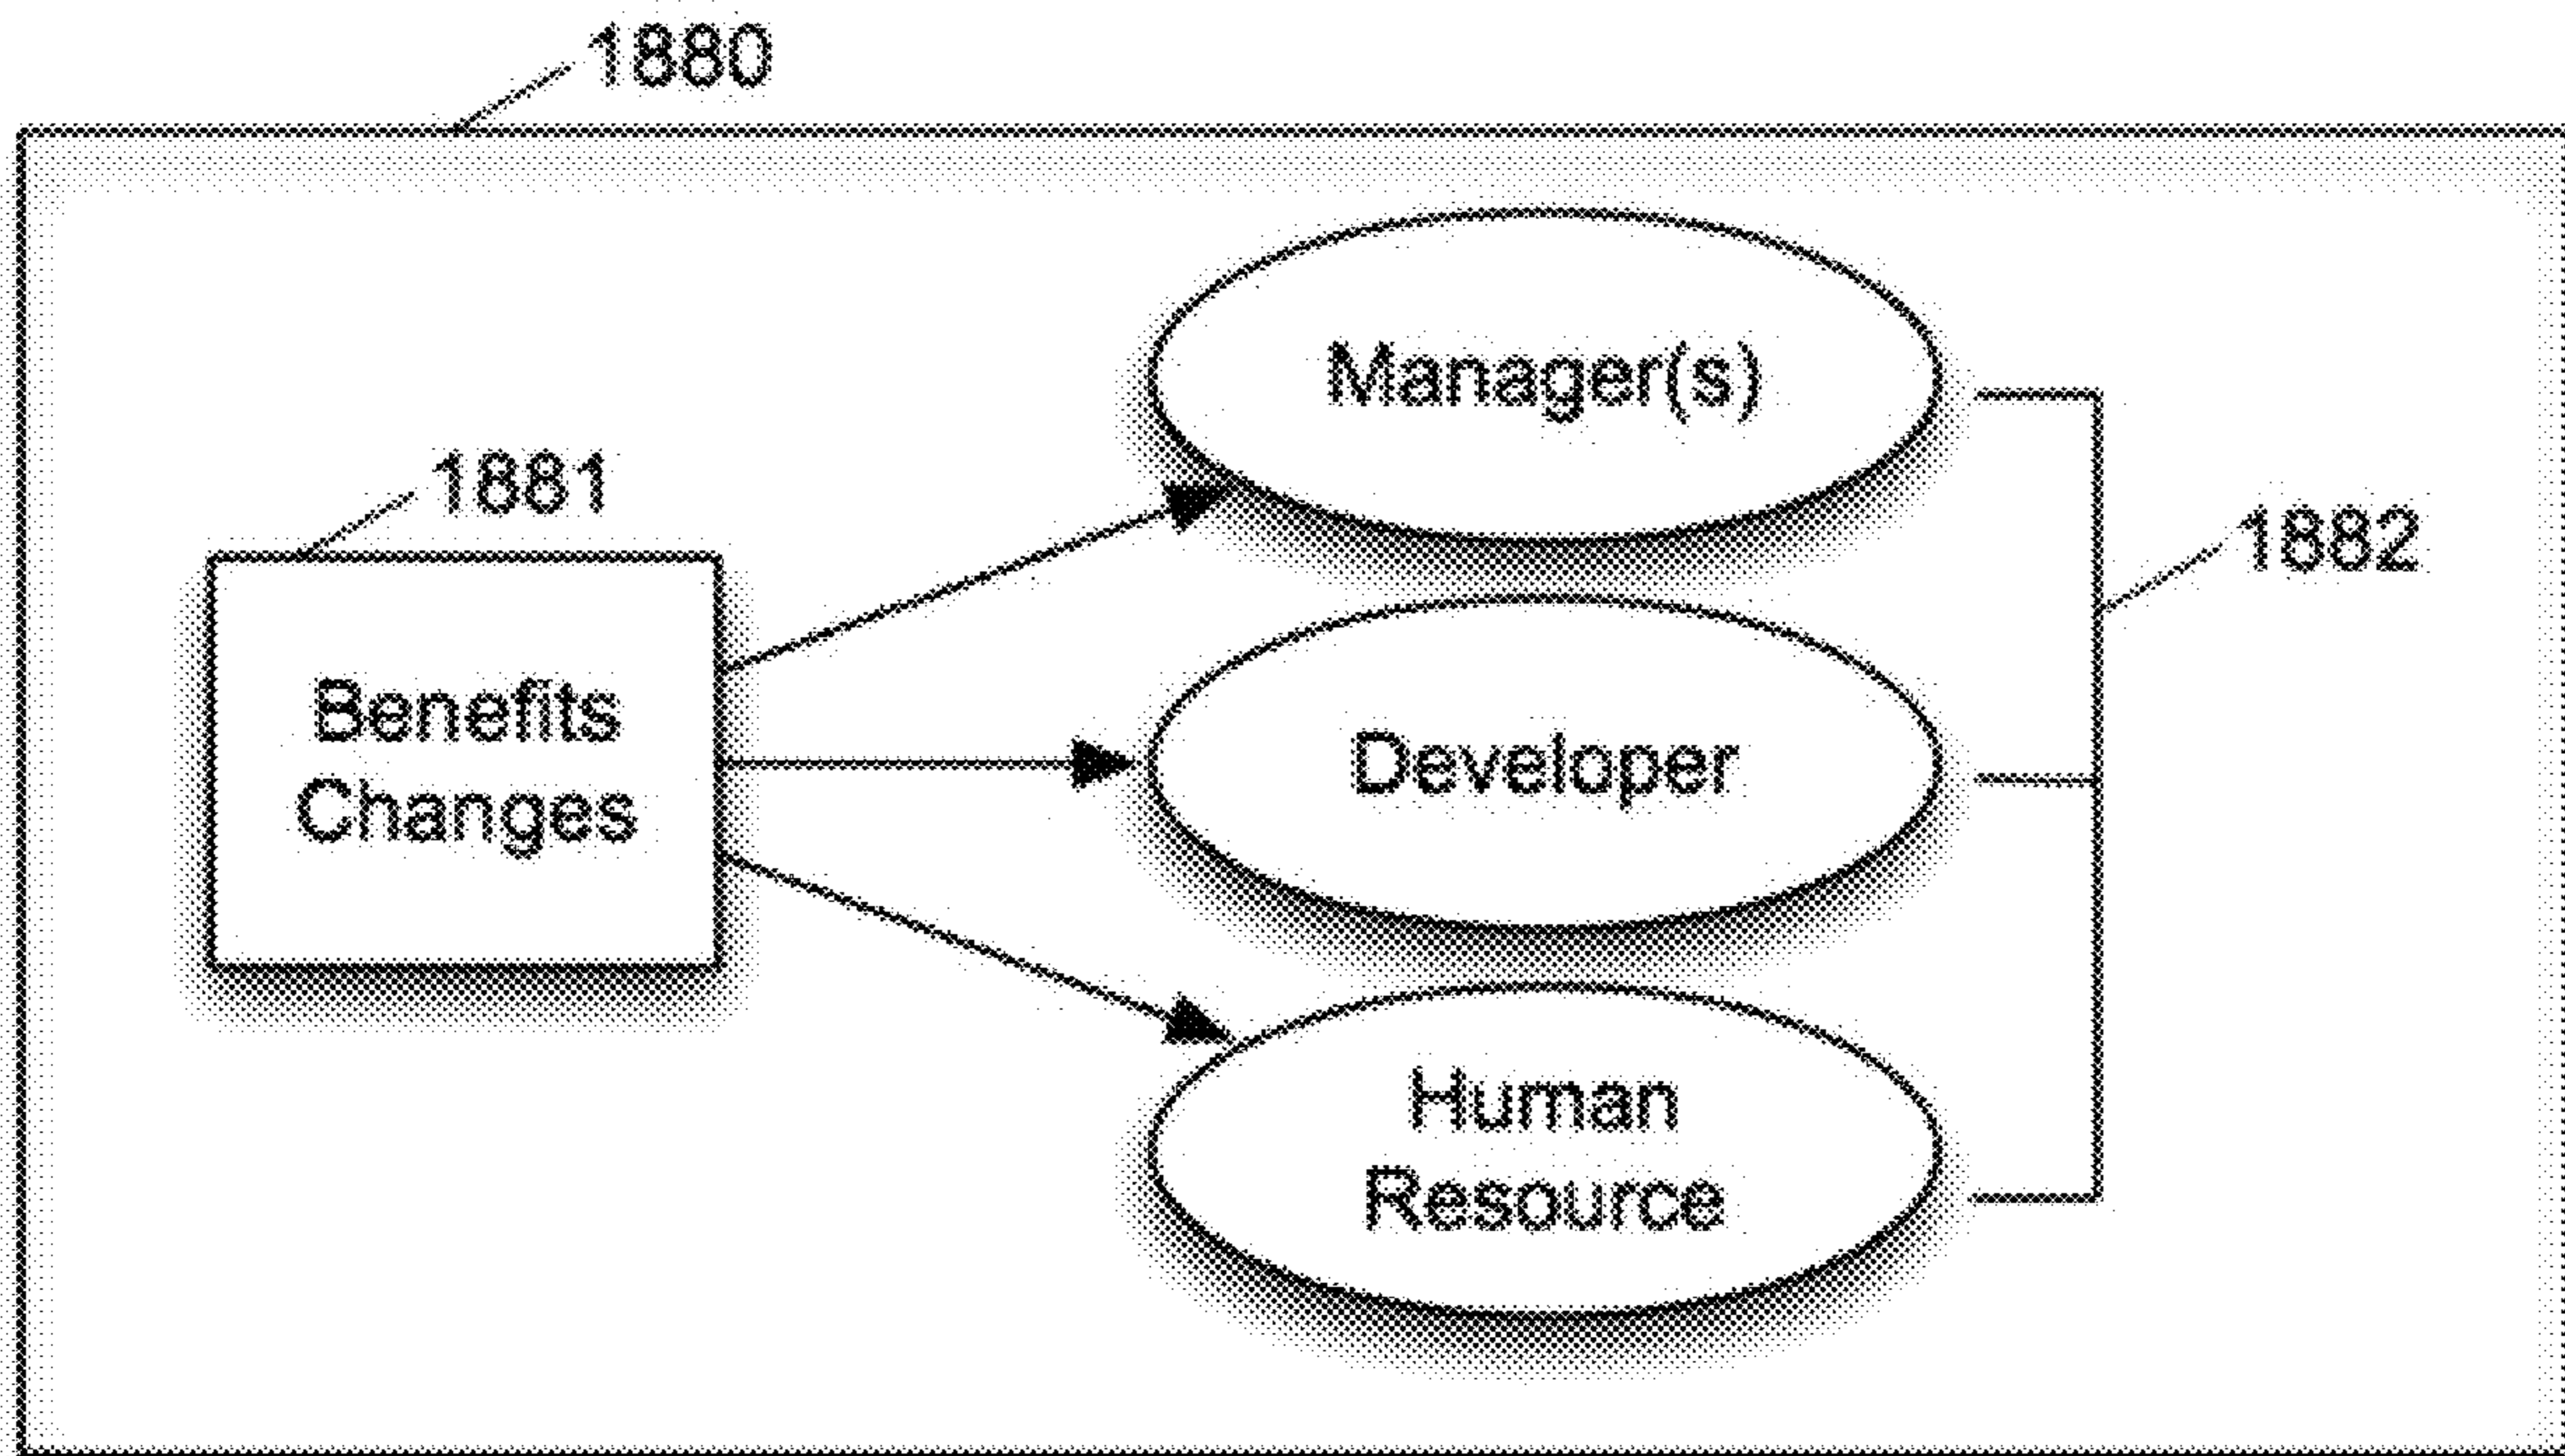 1880
Manager(s)
1881
1882
Benefits
Changes
Developer
Human
Resource